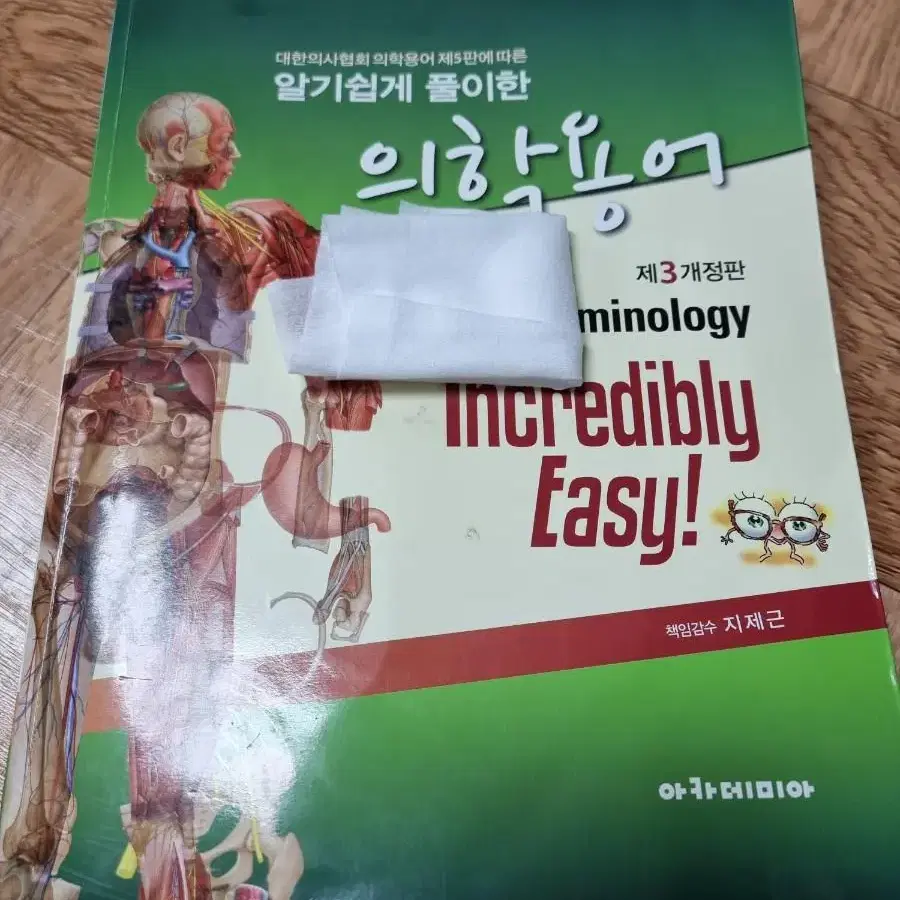 대한의사협회 의학용어 제5판에 따른
알기쉽게 풀이한
의학용어
제3개정판
minology
Incredibly
Easy!
책임감수 지제근
아카데미아